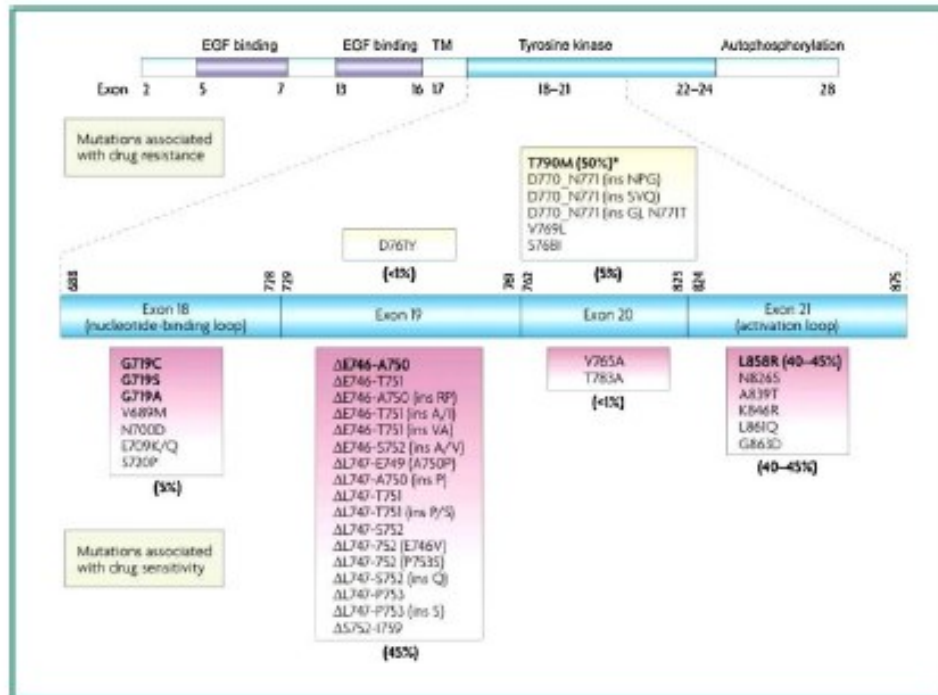 EGF binding EGF binding TM Tyrosine kinase Autophosphorylation
Exon 2 5 7 13 16 17 18–21 22–24 28
Mutations associated
with drug resistance
T790M (50%)*
D770_N771 (ins NPG)
D770_N771 (ins SVQ)
D770_N771 (ins G), N771T
V769L
S768I
(5%)
D761Y
(<1%)
688 728 729 761 762 823 824 875
Exon 18
(nucleotide-binding loop)
Exon 19
Exon 20
Exon 21
(activation loop)
G719C
G719S
G719A
V689M
N700D
E709K/Q
S720P
(5%)
ΔE746-A750
ΔE746-T751
ΔE746-A750 (ins RP)
ΔE746-T751 (ins A/I)
ΔE746-T751 (ins VA)
ΔE746-S752 (ins A/V)
ΔL747-E749 (A750P)
ΔL747-A750 (ins P)
ΔL747-T751
ΔL747-T751 (ins P/S)
ΔL747-S752
ΔL747-752 (E746V)
ΔL747-752 (P753S)
ΔL747-S752 (ins Q)
ΔL747-P753
ΔL747-P753 (ins S)
ΔS752-I759
(45%)
V765A
T783A
(<1%)
L858R (40–45%)
N826S
A839T
K846R
L861Q
G863D
(40–45%)
Mutations associated
with drug sensitivity